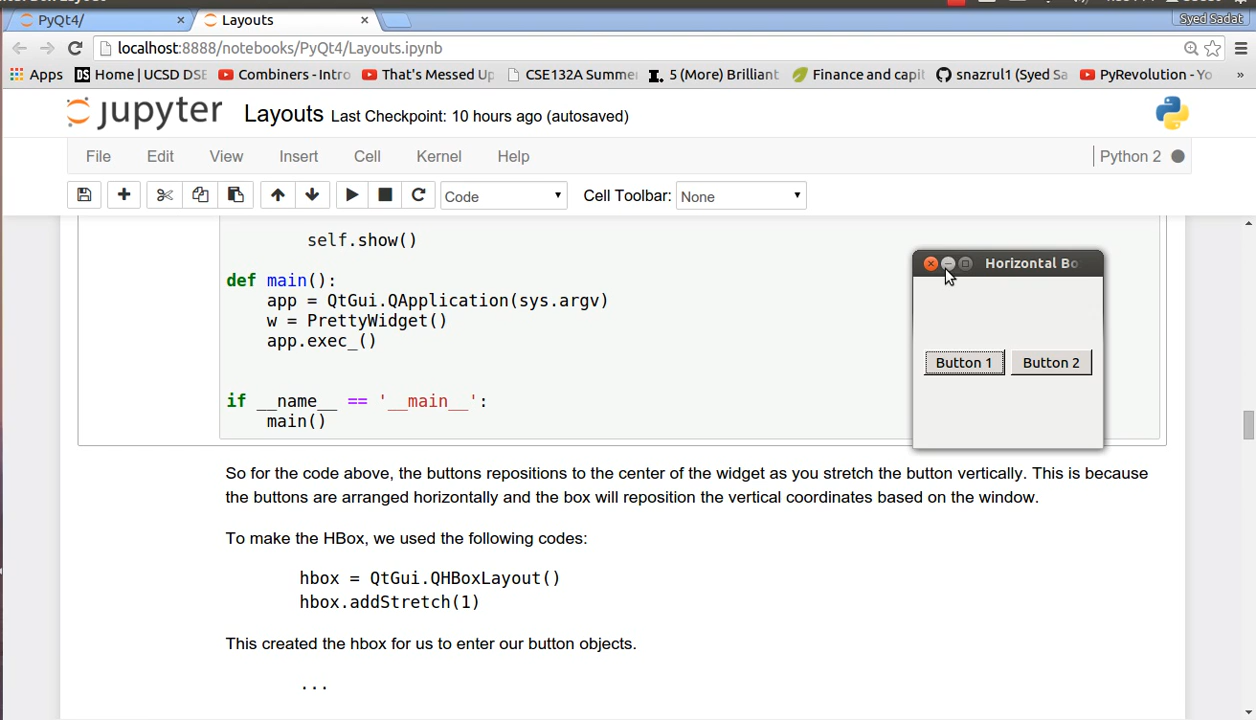 PyQt4/
Layouts
Syed Sadat
localhost:8888/notebooks/PyQt4/Layouts.ipynb
Apps
Home | UCSD DSE
Combiners - Intro
That's Messed Up
CSE132A Summe
5 (More) Brilliant
Finance and capit
snazrul1 (Syed Sa
PyRevolution - Yo
»
jupyter Layouts Last Checkpoint: 10 hours ago (autosaved)
File Edit View Insert Cell Kernel Help Python 2
Code Cell Toolbar: None
self.show()
def main():
app = QtGui.QApplication(sys.argv)
w = PrettyWidget()
app.exec_()
if __name__ == '__main__':
main()
Horizontal Bo
Button 1 Button 2
So for the code above, the buttons repositions to the center of the widget as you stretch the button vertically. This is because
the buttons are arranged horizontally and the box will reposition the vertical coordinates based on the window.
To make the HBox, we used the following codes:
hbox = QtGui.QHBoxLayout()
hbox.addStretch(1)
This created the hbox for us to enter our button objects.
...